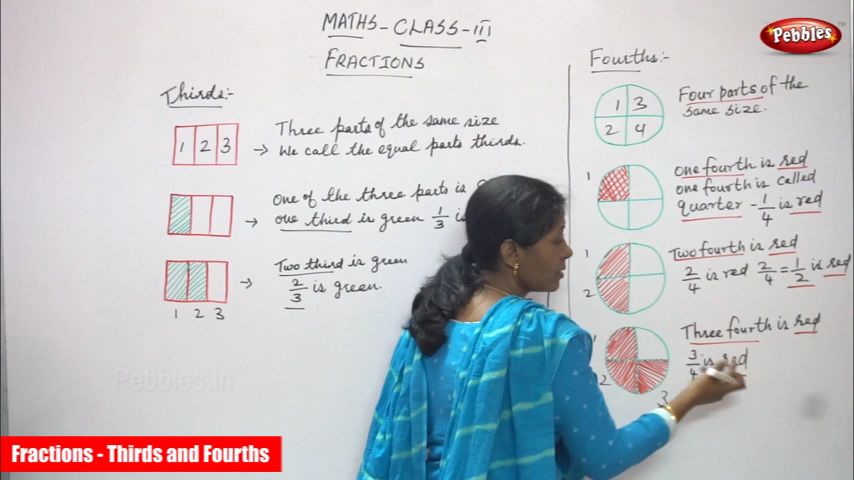 MATHS - CLASS - III
FRACTIONS
Pebbles
Thirds:-
1 2 3
Three parts of the same size
We call the equal parts thirds.
One of the three parts is
one third is green 1/3
Two third is green
2/3 is green.
1 2 3
Fourths:-
1 3
2 4
Four parts of the
same size.
1
one fourth is red
one fourth is called
quarter - 1/4 is red
1
2
Two fourth is red
2/4 is red 2/4 = 1/2 is red
1
2
3
Three fourth is red
3/4 is red
Pebbles.in
Fractions - Thirds and Fourths